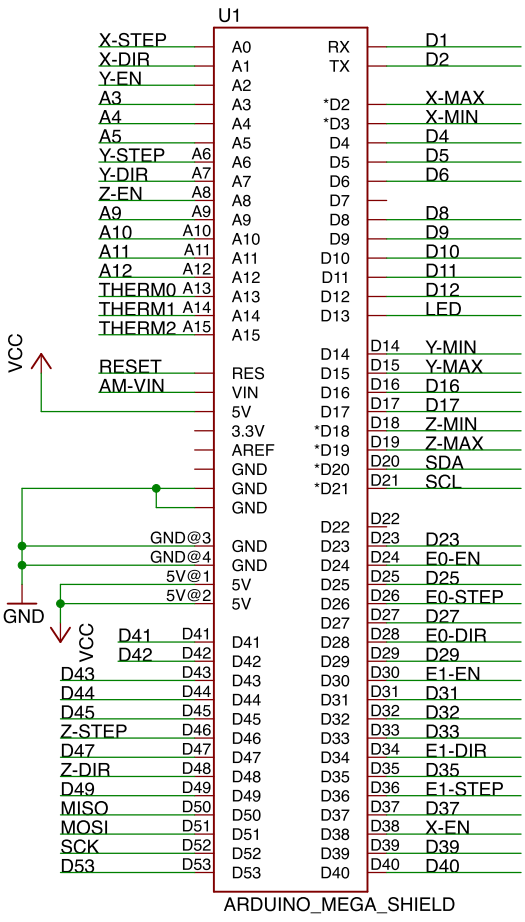 U1
X-STEP A0 RX D1
X-DIR A1 TX D2
Y-EN A2
A3 A3 *D2 X-MAX
A4 A4 *D3 X-MIN
A5 A5 D4 D4
Y-STEP A6 A6 D5 D5
Y-DIR A7 A7 D6 D6
Z-EN A8 A8 D7
A9 A9 A9 D8 D8
A10 A10 A10 D9 D9
A11 A11 A11 D10 D10
A12 A12 A12 D11 D11
THERM0 A13 A13 D12 D12
THERM1 A14 A14 D13 LED
THERM2 A15 A15
D14 D14 Y-MIN
VCC
RESET RES D15 D15 Y-MAX
AM-VIN VIN D16 D16 D16
5V D17 D17 D17
3.3V *D18 D18 Z-MIN
AREF *D19 D19 Z-MAX
GND *D20 D20 SDA
GND *D21 D21 SCL
GND
D22 D22
GND@3 GND D23 D23 D23
GND@4 GND D24 D24 E0-EN
5V@1 5V D25 D25 D25
5V@2 5V D26 D26 E0-STEP
GND
D27 D27 D27
VCC
D41 D41 D41 D28 D28 E0-DIR
D42 D42 D42 D29 D29 D29
D43 D43 D43 D30 D30 E1-EN
D44 D44 D44 D31 D31 D31
D45 D45 D45 D32 D32 D32
Z-STEP D46 D46 D33 D33 D33
D47 D47 D47 D34 D34 E1-DIR
Z-DIR D48 D48 D35 D35 D35
D49 D49 D49 D36 D36 E1-STEP
MISO D50 D50 D37 D37 D37
MOSI D51 D51 D38 D38 X-EN
SCK D52 D52 D39 D39 D39
D53 D53 D53 D40 D40 D40
ARDUINO_MEGA_SHIELD